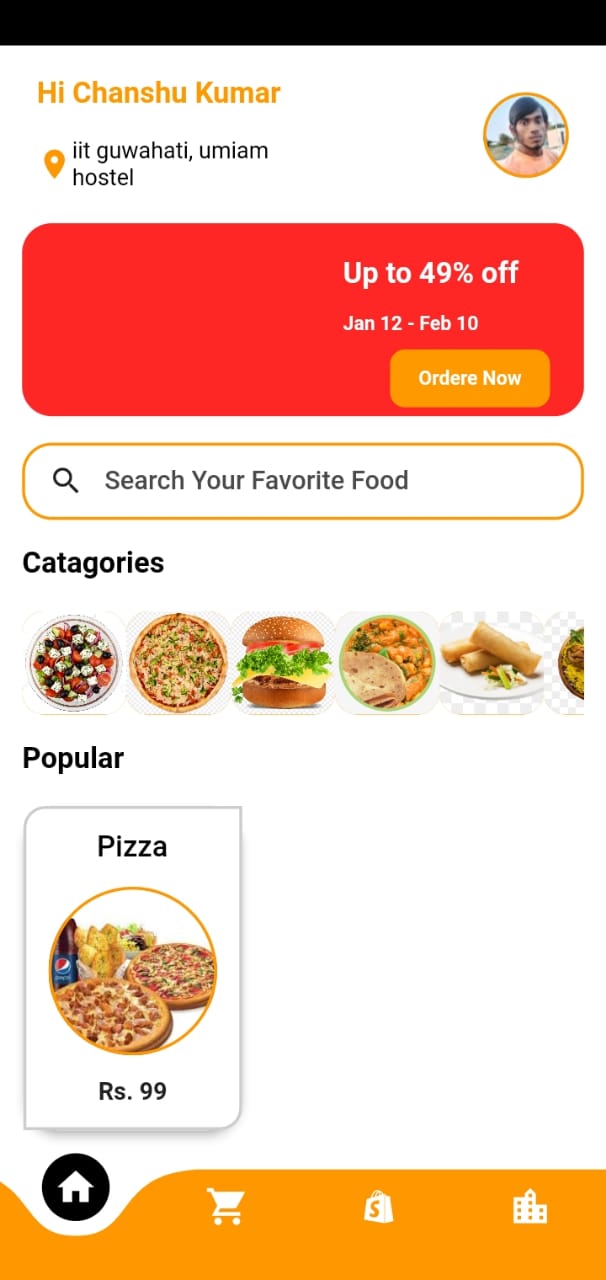 Hi Chanshu Kumar
iit guwahati, umiam
hostel
Up to 49% off
Jan 12 - Feb 10
Ordere Now
Search Your Favorite Food
Catagories
Popular
Pizza
pepsi
Rs. 99
S